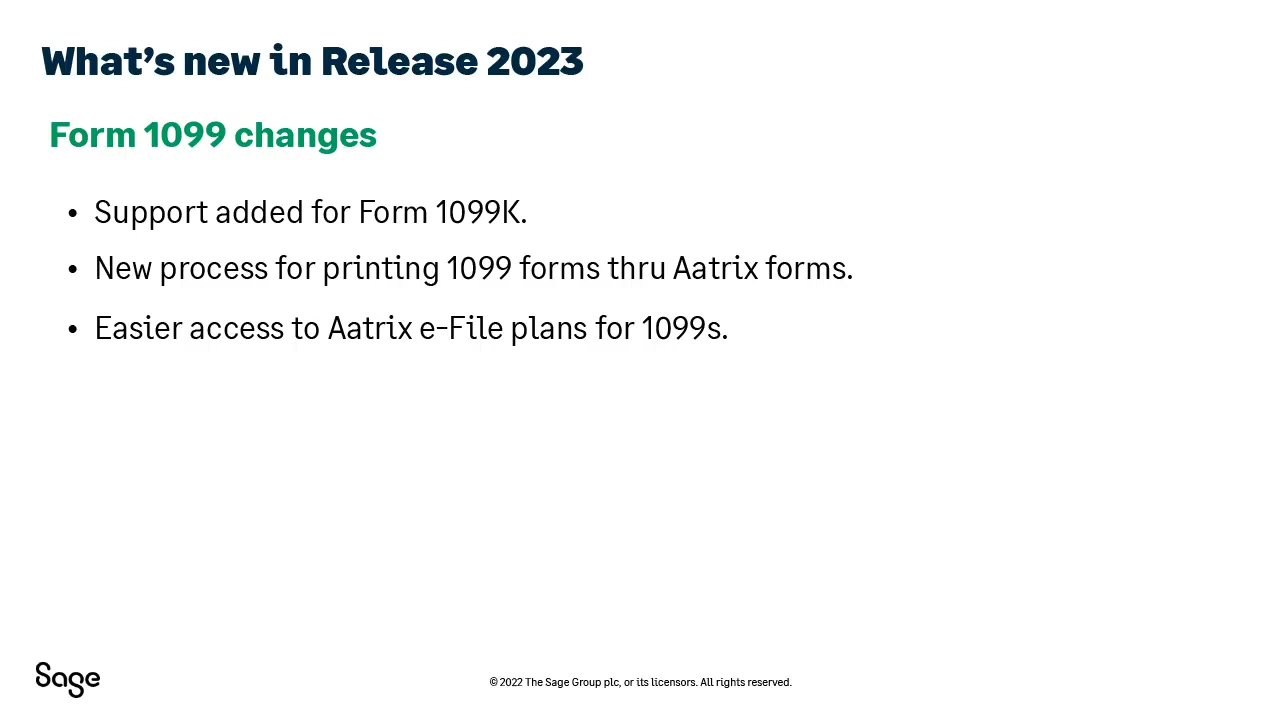 What’s new in Release 2023
Form 1099 changes
• Support added for Form 1099K.
• New process for printing 1099 forms thru Aatrix forms.
• Easier access to Aatrix e-File plans for 1099s.
Sage
© 2022 The Sage Group plc, or its licensors. All rights reserved.